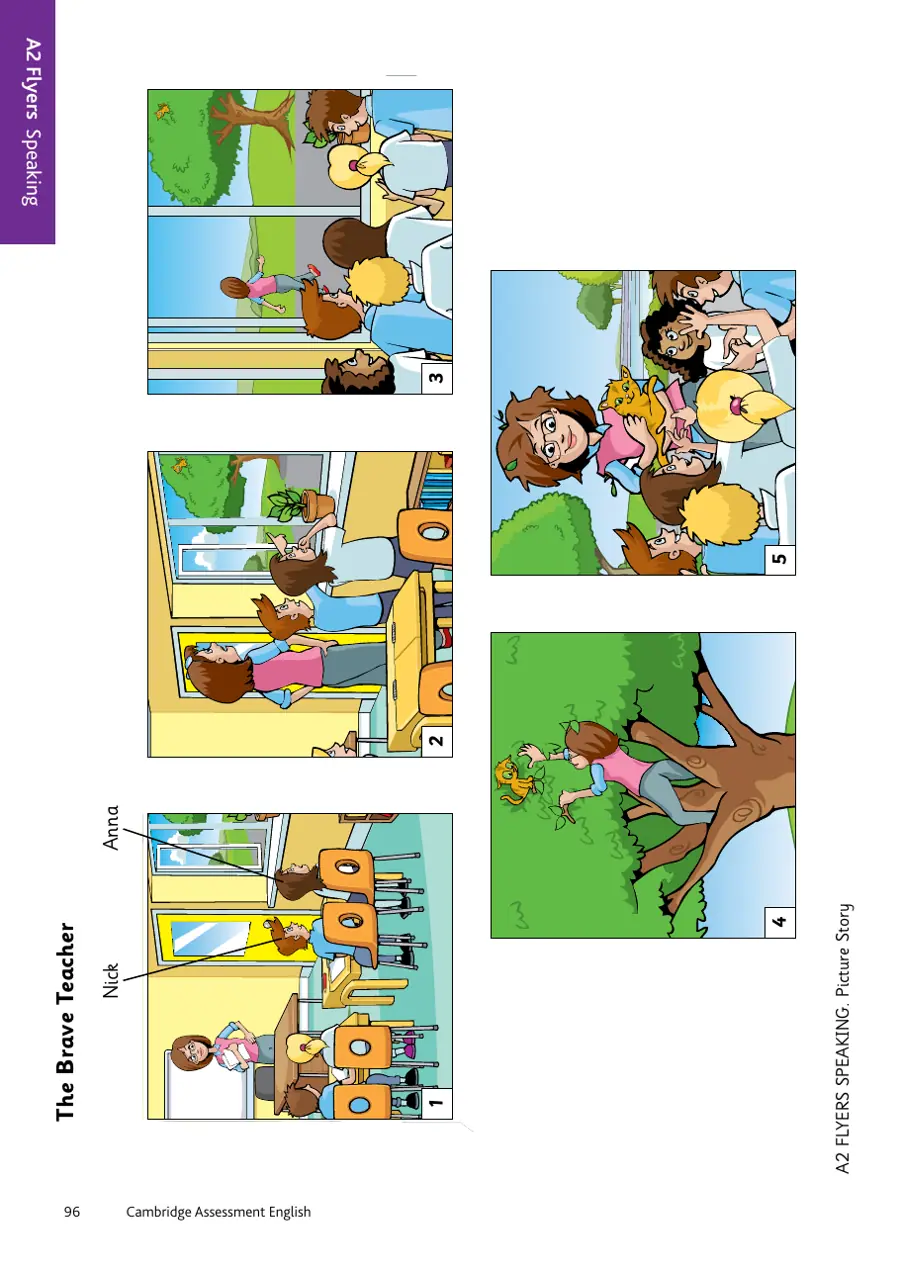 A2 Flyers Speaking
The Brave Teacher
Nick
Anna
1
2
3
4
5
A2 FLYERS SPEAKING. Picture Story
96 Cambridge Assessment English